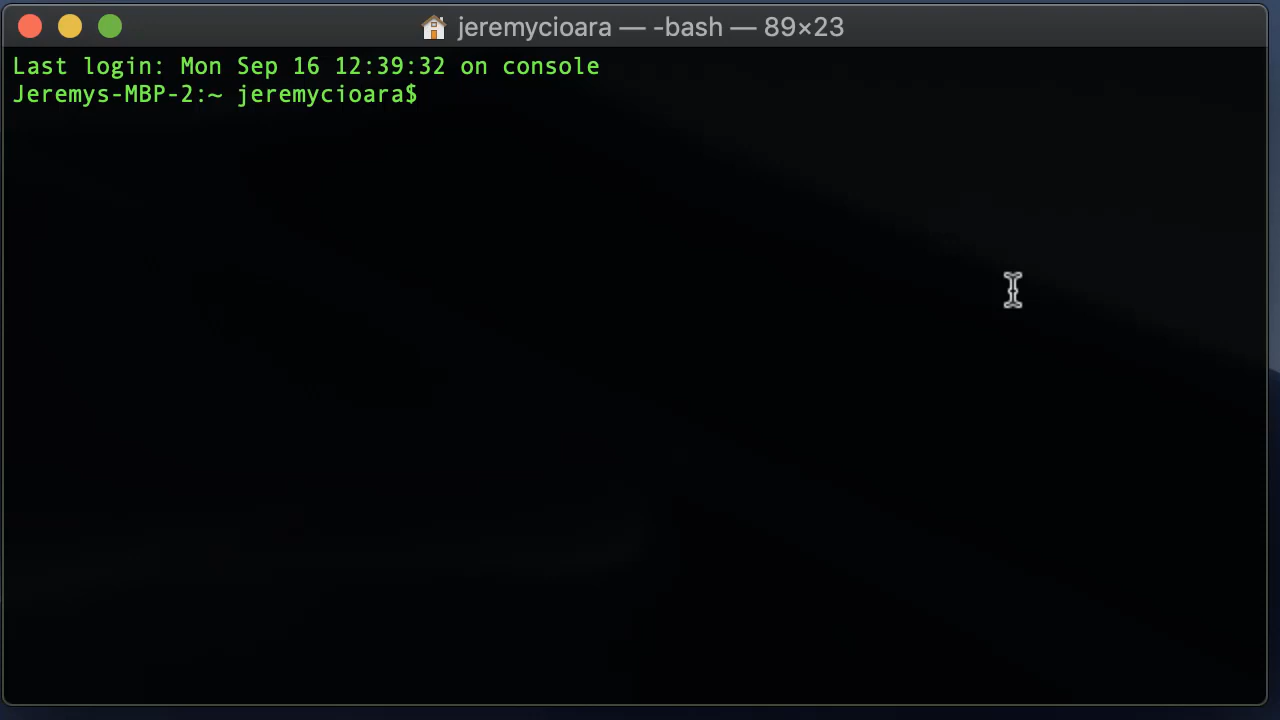 jeremycioara — -bash — 89×23
Last login: Mon Sep 16 12:39:32 on console
Jeremys-MBP-2:~ jeremycioara$